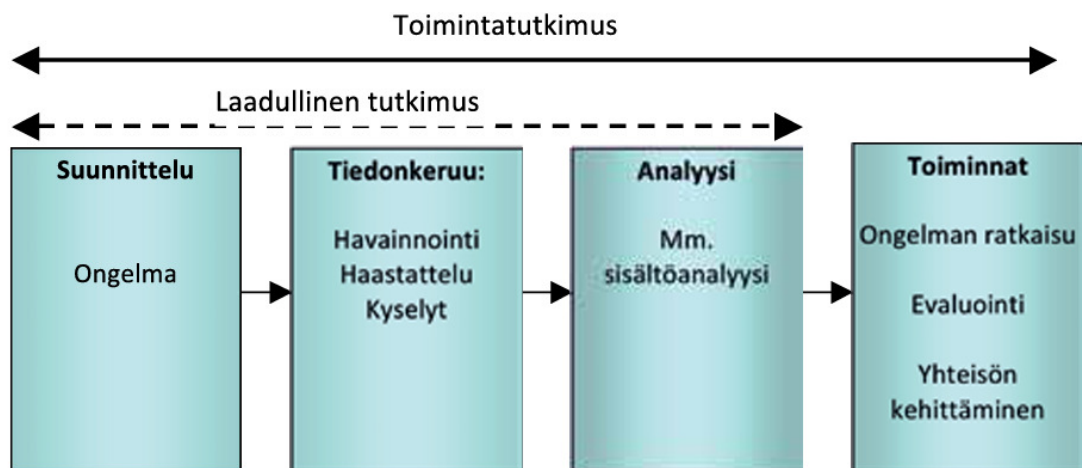 Toimintatutkimus
Laadullinen tutkimus
Suunnittelu
Ongelma
Tiedonkeruu:
Havainnointi
Haastattelu
Kyselyt
Analyysi
Mm.
sisältöanalyysi
Toiminnat
Ongelman ratkaisu
Evaluointi
Yhteisön
kehittäminen